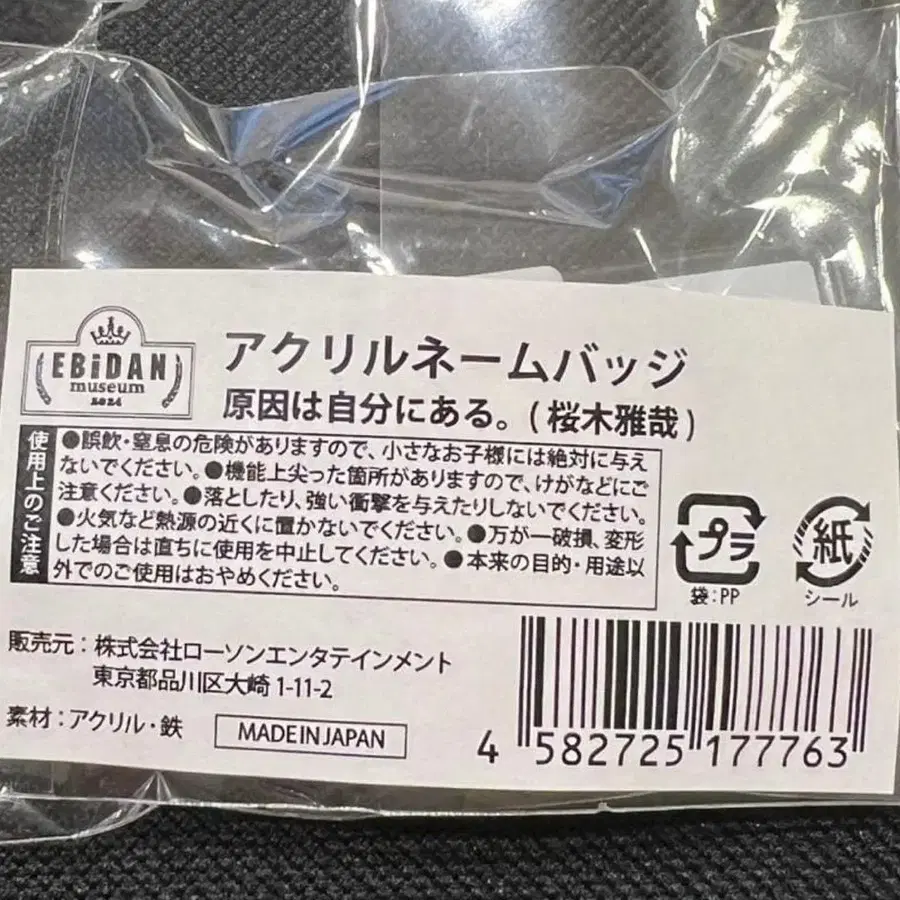 EBiDAN
museum
2024
アクリルネームバッジ
原因は自分にある。(桜木雅哉)
使用上のご注意
●誤飲・窒息の危険がありますので、小さなお子様には絶対に与え
ないでください。●機能上尖った箇所がありますので、けがなどにご
注意ください。●落としたり、強い衝撃を与えたりしないでください。
●火気など熱源の近くに置かないでください。●万が一破損、変形
した場合は直ちに使用を中止してください。●本来の目的・用途以
外でのご使用はおやめください。
プラ
袋:PP
紙
シール
販売元:株式会社ローソンエンタテインメント
東京都品川区大崎1-11-2
素材:アクリル・鉄
MADE IN JAPAN
4 582725 177763